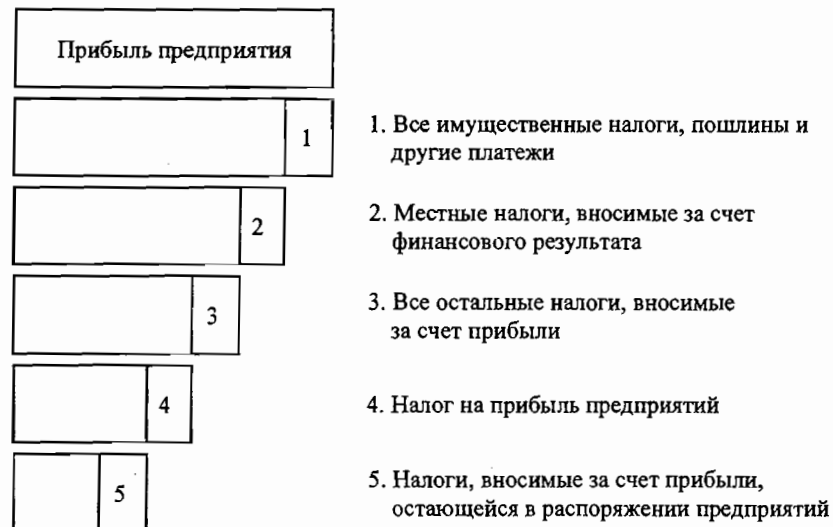 Прибыль предприятия
1
1. Все имущественные налоги, пошлины и
другие платежи
2
2. Местные налоги, вносимые за счет
финансового результата
3
3. Все остальные налоги, вносимые
за счет прибыли
4
4. Налог на прибыль предприятий
5
5. Налоги, вносимые за счет прибыли,
остающейся в распоряжении предприятий